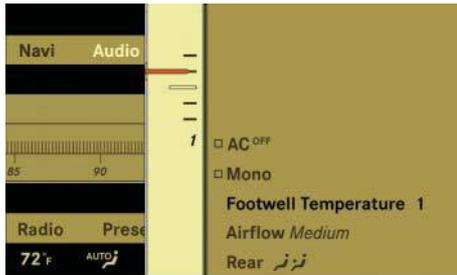 Navi Audio
85 90
Radio Prese
72°F AUTO
1
AC OFF
Mono
Footwell Temperature 1
Airflow Medium
Rear